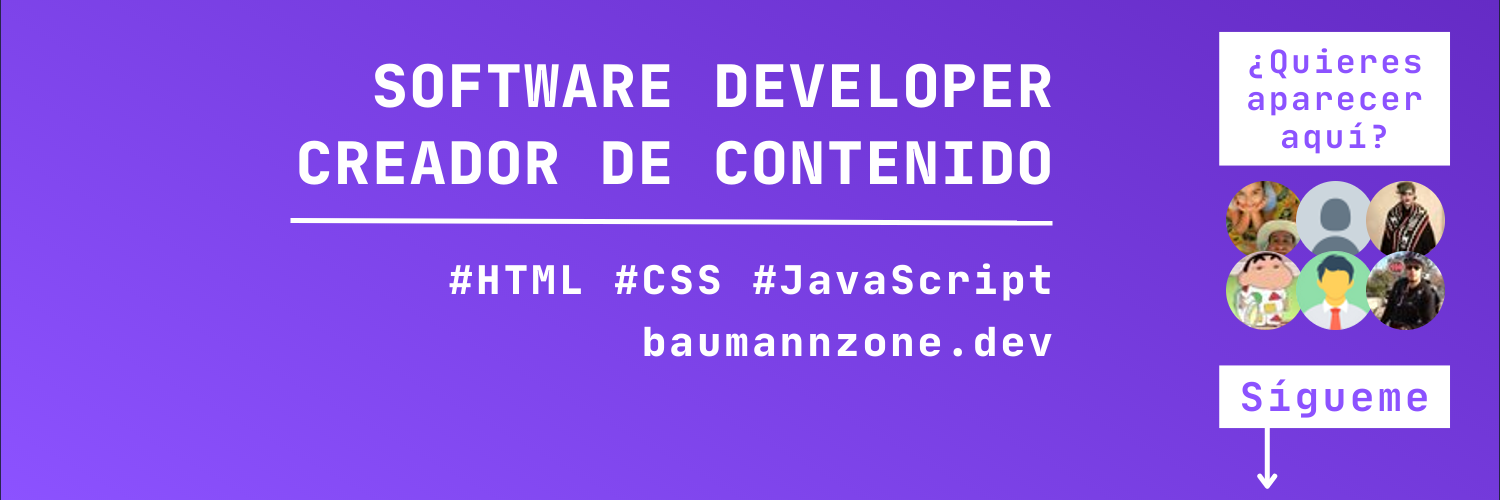 SOFTWARE DEVELOPER
CREADOR DE CONTENIDO
#HTML #CSS #JavaScript
baumannzone.dev
¿Quieres
aparecer
aquí?
Sígueme